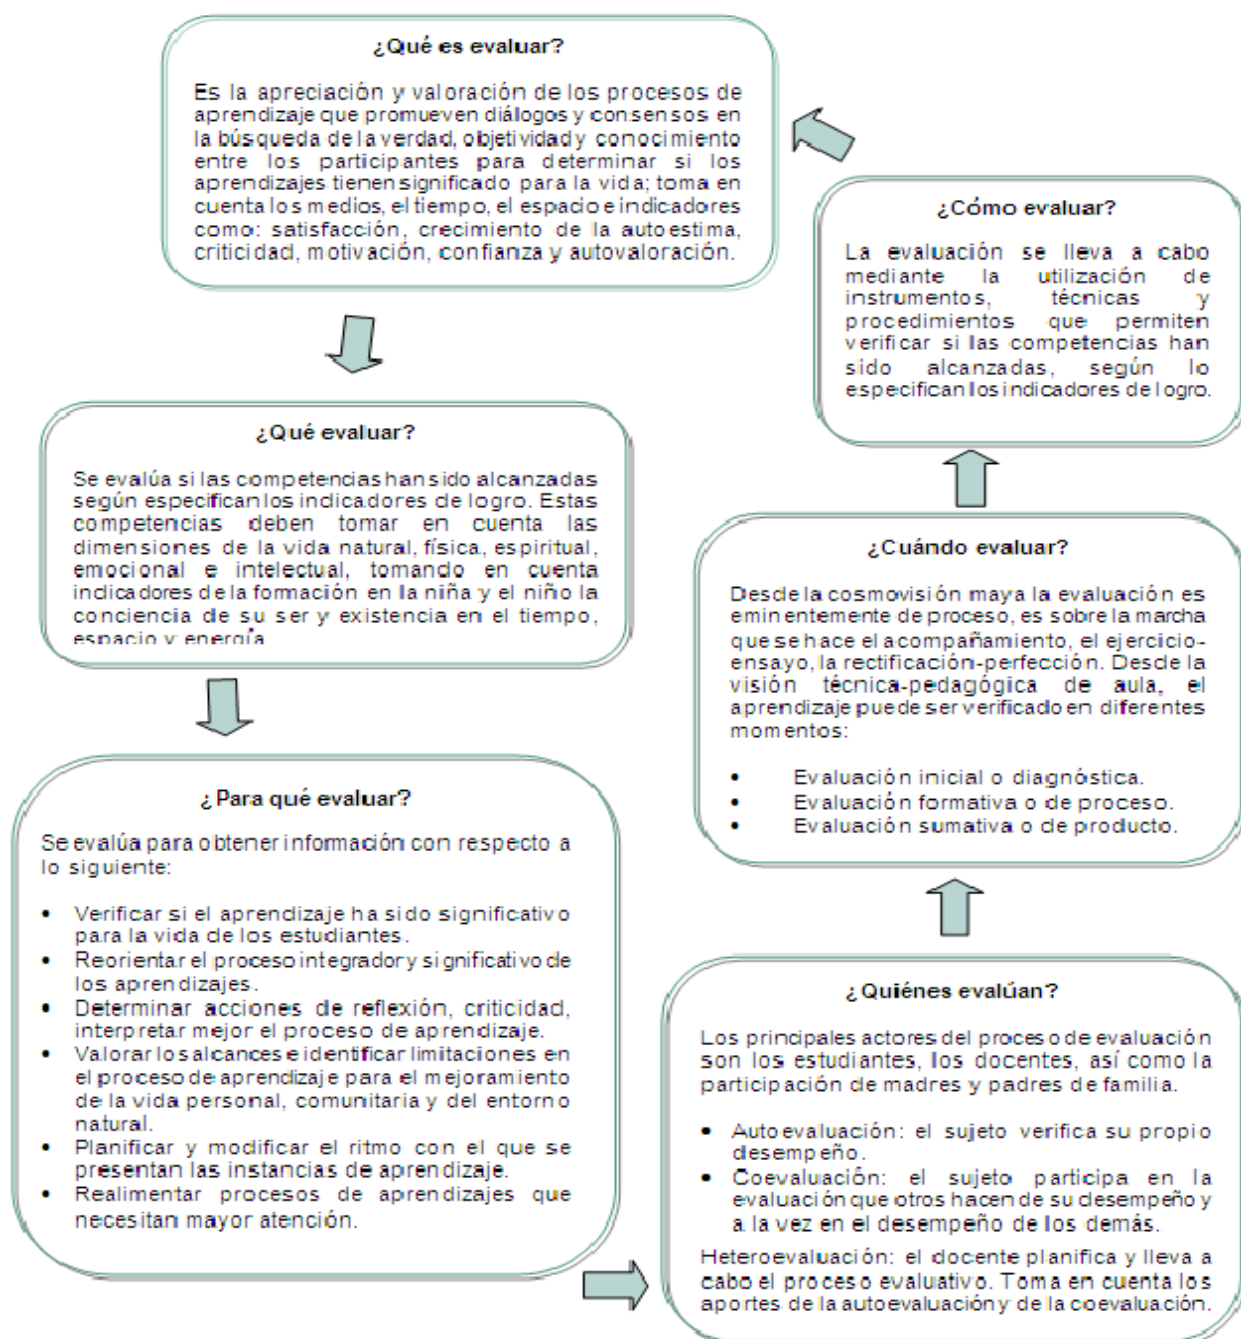 ¿Qué es evaluar?
Es la apreciación y valoración de los procesos de
aprendizaje que promueven diálogos y consensos en
la búsqueda de la verdad, objetividad y conocimiento
entre los participantes para determinar si los
aprendizajes tienen significado para la vida; toma en
cuenta los medios, el tiempo, el espacio e indicadores
como: satisfacción, crecimiento de la autoestima,
criticidad, motivación, confianza y autovaloración.
¿Qué evaluar?
Se evalúa si las competencias han sido alcanzadas
según especifican los indicadores de logro. Estas
competencias deben tomar en cuenta las
dimensiones de la vida natural, física, espiritual,
emocional e intelectual, tomando en cuenta
indicadores de la formación en la niña y el niño la
conciencia de su ser y existencia en el tiempo,
espacio y energía
¿Para qué evaluar?
Se evalúa para obtener información con respecto a
lo siguiente:
• Verificar si el aprendizaje ha sido significativo
para la vida de los estudiantes.
• Reorientar el proceso integrador y significativo de
los aprendizajes.
• Determinar acciones de reflexión, criticidad,
interpretar mejor el proceso de aprendizaje.
• Valorar los alcances e identificar limitaciones en
el proceso de aprendizaje para el mejoramiento
de la vida personal, comunitaria y del entorno
natural.
• Planificar y modificar el ritmo con el que se
presentan las instancias de aprendizaje.
• Realimentar procesos de aprendizajes que
necesitan mayor atención.
¿Quiénes evalúan?
Los principales actores del proceso de evaluación
son los estudiantes, los docentes, así como la
participación de madres y padres de familia.
• Autoevaluación: el sujeto verifica su propio
desempeño.
• Coevaluación: el sujeto participa en la
evaluación que otros hacen de su desempeño y
a la vez en el desempeño de los demás.
Heteroevaluación: el docente planifica y lleva a
cabo el proceso evaluativo. Toma en cuenta los
aportes de la autoevaluación y de la coevaluación.
¿Cuándo evaluar?
Desde la cosmovisión maya la evaluación es
eminentemente de proceso, es sobre la marcha
que se hace el acompañamiento, el ejercicio-
ensayo, la rectificación-perfección. Desde la
visión técnica-pedagógica de aula, el
aprendizaje puede ser verificado en diferentes
momentos:
• Evaluación inicial o diagnóstica.
• Evaluación formativa o de proceso.
• Evaluación sumativa o de producto.
¿Cómo evaluar?
La evaluación se lleva a cabo
mediante la utilización de
instrumentos, técnicas y
procedimientos que permiten
verificar si las competencias han
sido alcanzadas, según lo
especifican los indicadores de logro.